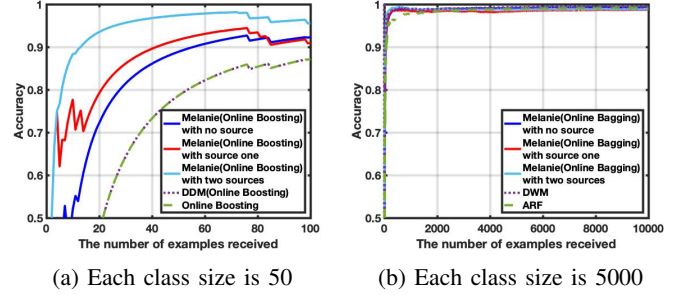 1
0.9
0.8
0.7
0.6
0.5
Accuracy
0 20 40 60 80 100
The number of examples received
Melanie(Online Boosting)
with no source
Melanie(Online Boosting)
with source one
Melanie(Online Boosting)
with two sources
DDM(Online Boosting)
Online Boosting
(a) Each class size is 50
1
0.9
0.8
0.7
0.6
0.5
Accuracy
0 2000 4000 6000 8000 10000
The number of examples received
Melanie(Online Bagging)
with no source
Melanie(Online Bagging)
with source one
Melanie(Online Bagging)
with two sources
DWM
ARF
(b) Each class size is 5000